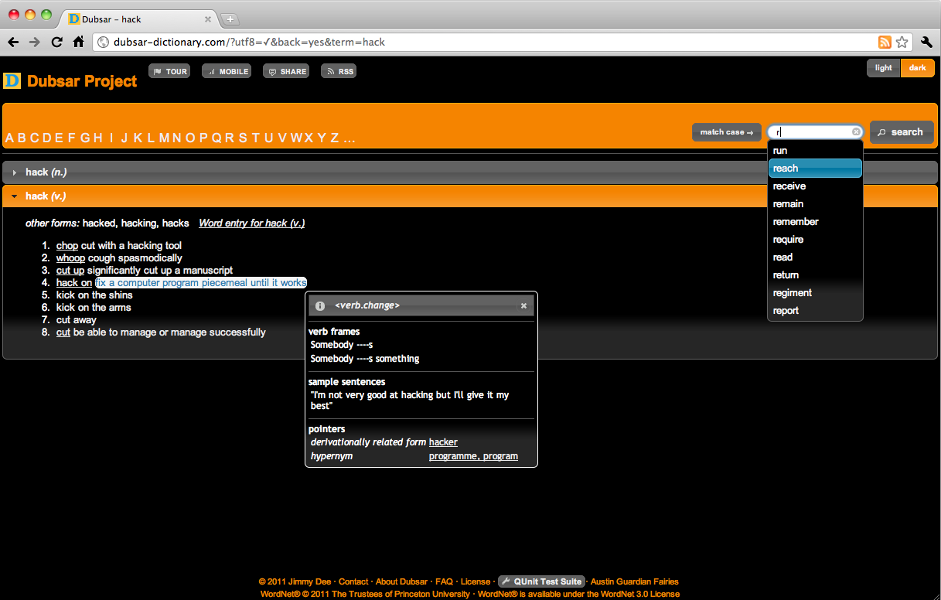 Dubsar – hack
dubsar-dictionary.com/?utf8=√&back=yes&term=hack
D Dubsar Project
TOUR MOBILE SHARE RSS
light dark
A B C D E F G H I J K L M N O P Q R S T U V W X Y Z ...
match case → r search
run
reach
receive
remain
remember
require
read
return
regiment
report
hack (n.)
hack (v.)
other forms: hacked, hacking, hacks Word entry for hack (v.)
1. chop cut with a hacking tool
2. whoop cough spasmodically
3. cut up significantly cut up a manuscript
4. hack on fix a computer program piecemeal until it works
5. kick on the shins
6. kick on the arms
7. cut away
8. cut be able to manage or manage successfully
<verb.change>
verb frames
Somebody ----s
Somebody ----s something
sample sentences
"I'm not very good at hacking but I'll give it my
best"
pointers
derivationally related form hacker
hypernym programme, program
© 2011 Jimmy Dee · Contact · About Dubsar · FAQ · License · QUnit Test Suite · Austin Guardian Fairies
WordNet® © 2011 The Trustees of Princeton University · WordNet® is available under the WordNet 3.0 License